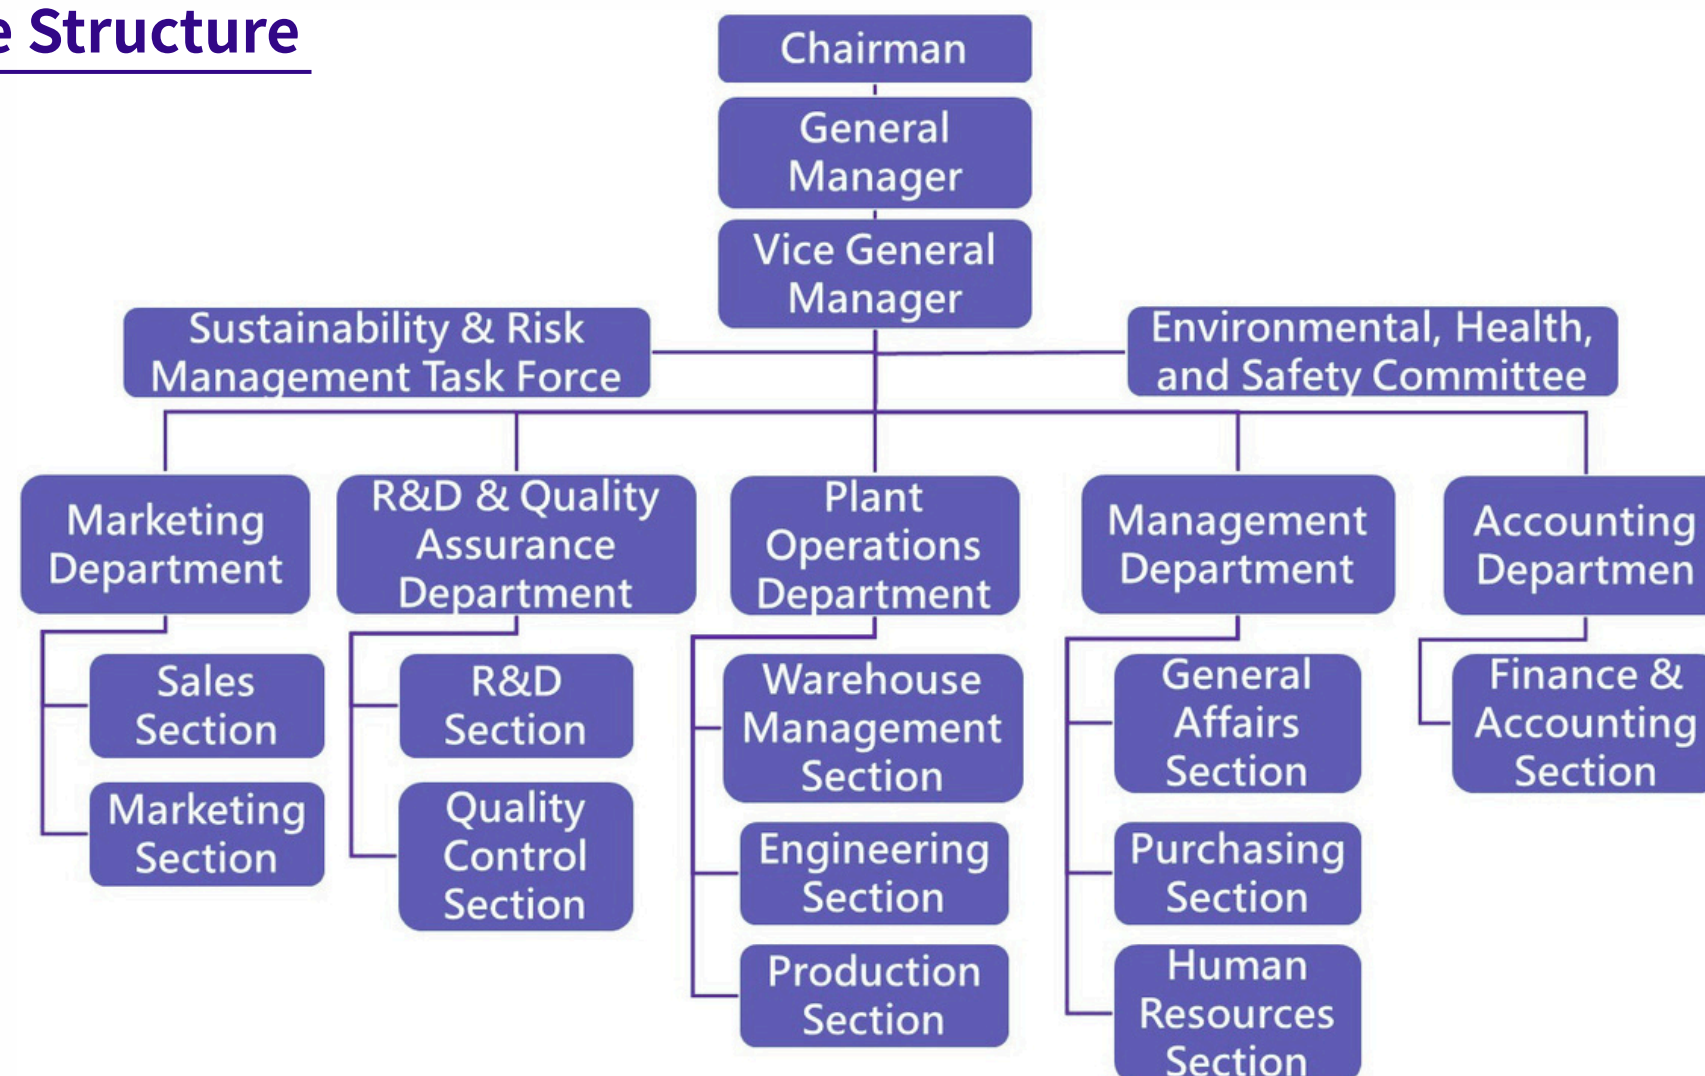 e Structure
Chairman
General
Manager
Vice General
Manager
Sustainability & Risk
Management Task Force
Environmental, Health,
and Safety Committee
Marketing
Department
R&D & Quality
Assurance
Department
Plant
Operations
Department
Management
Department
Accounting
Departmen
Sales
Section
Marketing
Section
R&D
Section
Quality
Control
Section
Warehouse
Management
Section
Engineering
Section
Production
Section
General
Affairs
Section
Purchasing
Section
Human
Resources
Section
Finance &
Accounting
Section